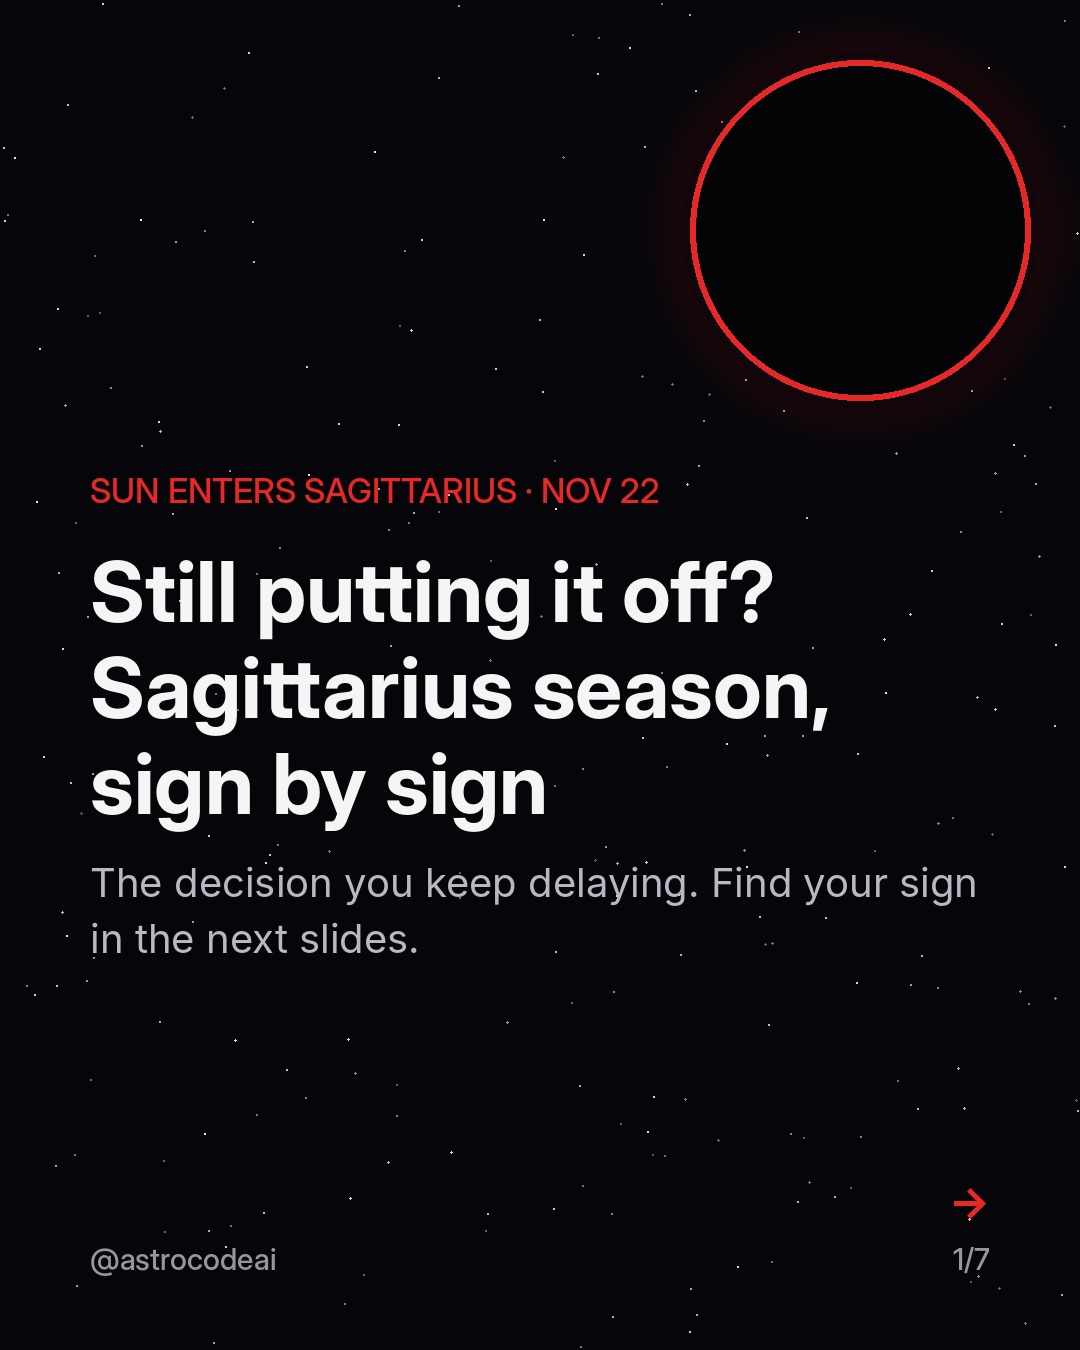 SUN ENTERS SAGITTARIUS · NOV 22
Still putting it off?
Sagittarius season,
sign by sign
The decision you keep delaying. Find your sign
in the next slides.
→
@astrocodeai
1/7